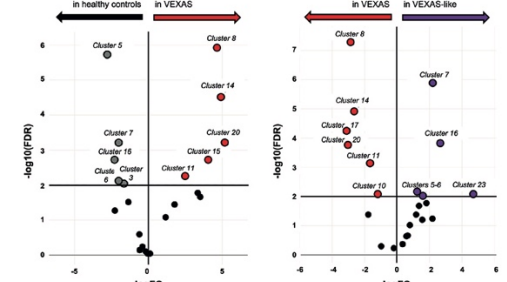 in healthy controls
in VEXAS
in VEXAS
in VEXAS-like
-log10(FDR)
6
5
4
3
2
1
0
-5
0
5
Cluster 5
Cluster 8
Cluster 14
Cluster 7
Cluster 20
Cluster 16
Cluster 15
Cluster
6
Cluster
3
Cluster 11
-log10(FDR)
7
6
5
4
3
2
1
0
-6
-4
-2
0
2
4
6
Cluster 8
Cluster 7
Cluster 14
Cluster
17
Cluster
20
Cluster 16
Cluster 11
Cluster 10
Clusters 5-6
Cluster 23